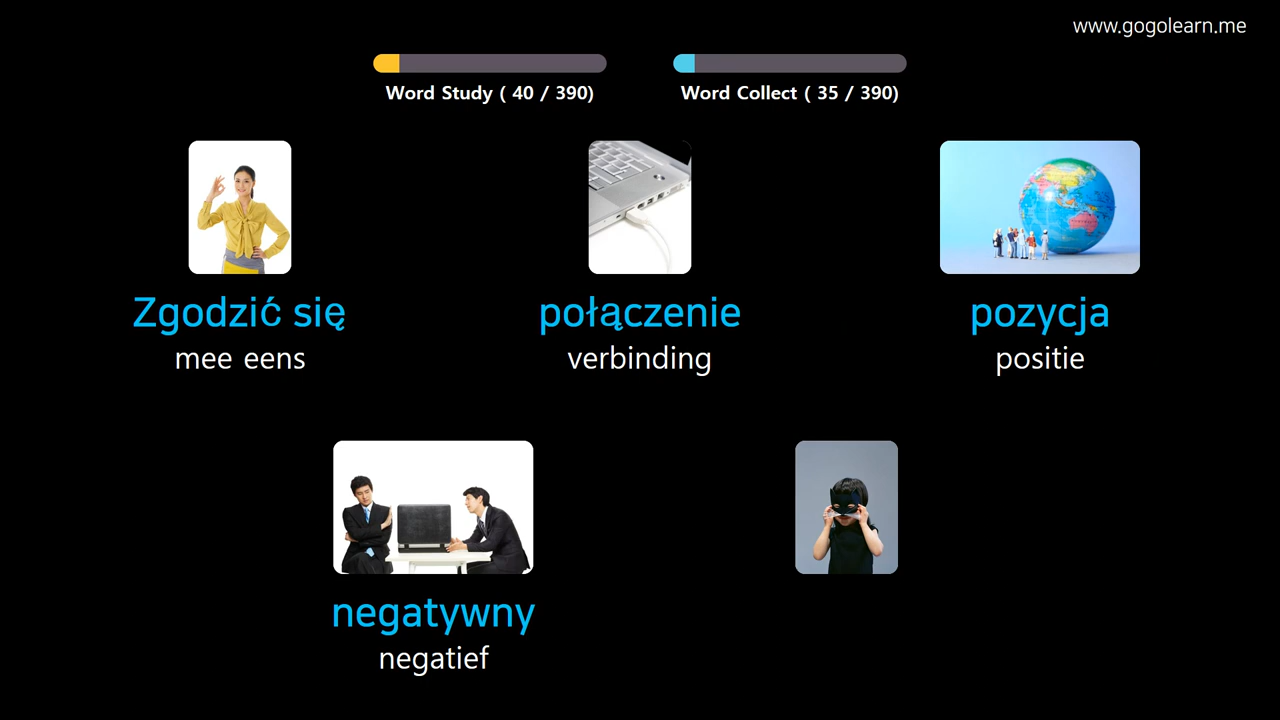 www.gogolearn.me
Word Study ( 40 / 390)
Word Collect ( 35 / 390)
Zgodzić się
mee eens
połączenie
verbinding
pozycja
positie
negatywny
negatief